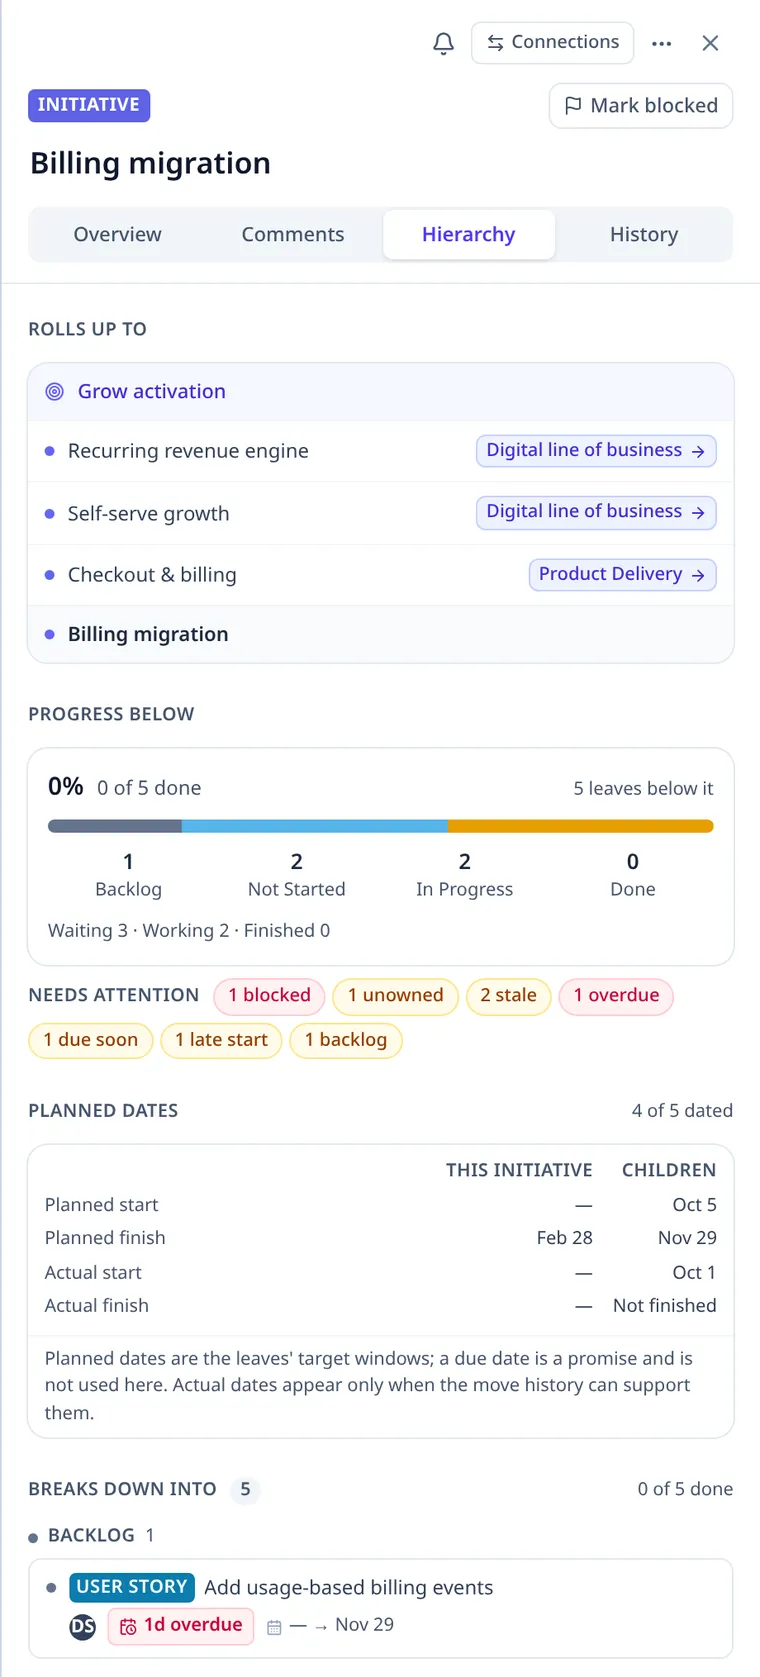 Connections
INITIATIVE
Mark blocked
Billing migration
Overview Comments Hierarchy History
ROLLS UP TO
Grow activation
Recurring revenue engine Digital line of business →
Self-serve growth Digital line of business →
Checkout & billing Product Delivery →
Billing migration
PROGRESS BELOW
0% 0 of 5 done 5 leaves below it
1 2 2 0
Backlog Not Started In Progress Done
Waiting 3 · Working 2 · Finished 0
NEEDS ATTENTION 1 blocked 1 unowned 2 stale 1 overdue
1 due soon 1 late start 1 backlog
PLANNED DATES 4 of 5 dated
THIS INITIATIVE CHILDREN
Planned start — Oct 5
Planned finish Feb 28 Nov 29
Actual start — Oct 1
Actual finish — Not finished
Planned dates are the leaves' target windows; a due date is a promise and is
not used here. Actual dates appear only when the move history can support
them.
BREAKS DOWN INTO 5 0 of 5 done
BACKLOG 1
USER STORY Add usage-based billing events
DS 1d overdue — → Nov 29